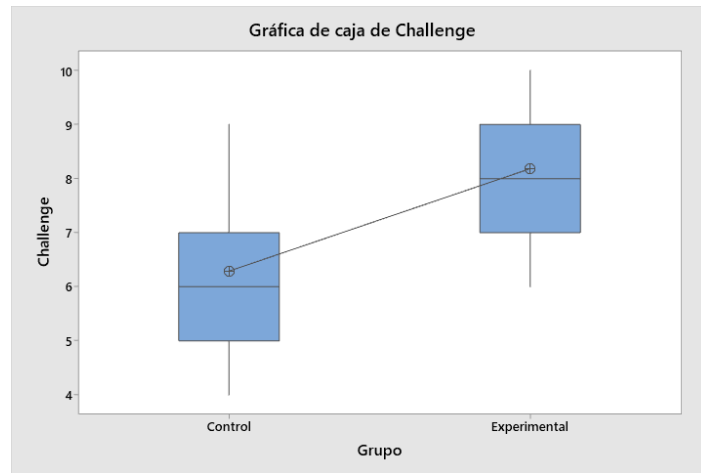 Gráfica de caja de Challenge
10
9
8
7
6
5
4
Challenge
Control
Experimental
Grupo